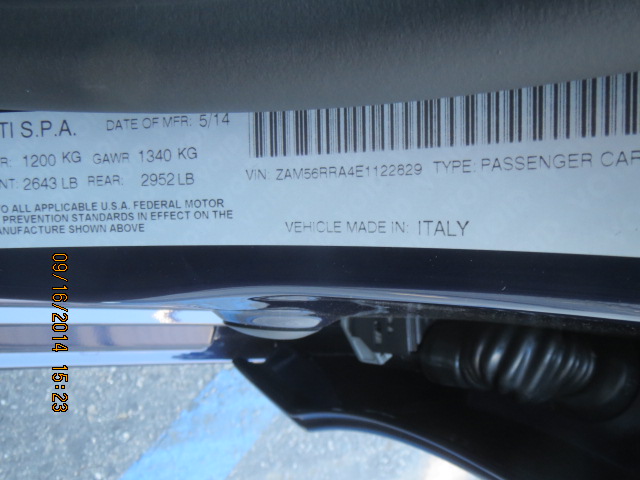 TI S.P.A. DATE OF MFR: 5/14
R: 1200 KG GAWR 1340 KG
NT: 2643 LB REAR: 2952 LB
VIN: ZAM56RRA4E1122829 TYPE: PASSENGER CAR
O ALL APPLICABLE U.S.A. FEDERAL MOTOR
PREVENTION STANDARDS IN EFFECT ON THE
ANUFACTURE SHOWN ABOVE
VEHICLE MADE IN: ITALY
09/16/2014 15:23